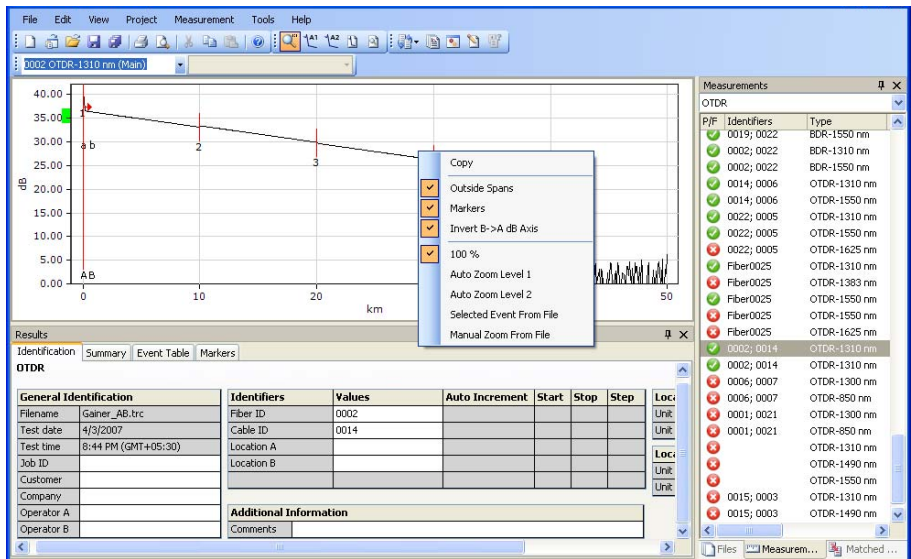 File Edit View Project Measurement Tools Help
A1 A2
0002 OTDR-1310 nm (Main)
40.00
35.00
30.00
25.00
20.00
15.00
10.00
5.00
0.00
dB
1
a b
2
3
AB
0 10 20 50
km
Copy
Outside Spans
Markers
Invert B->A dB Axis
100 %
Auto Zoom Level 1
Auto Zoom Level 2
Selected Event From File
Manual Zoom From File
Results
Identification Summary Event Table Markers
OTDR
General Identification
Filename Gainer_AB.trc
Test date 4/3/2007
Test time 8:44 PM (GMT+05:30)
Job ID
Customer
Company
Operator A
Operator B
Identifiers Values Auto Increment Start Stop Step
Fiber ID 0002
Cable ID 0014
Location A
Location B
Additional Information
Comments
Loca
Unit
Unit
Loca
Unit
Unit
Measurements
OTDR
P/F Identifiers Type
0019; 0022 BDR-1550 nm
0002; 0022 BDR-1310 nm
0002; 0022 BDR-1550 nm
0014; 0006 OTDR-1310 nm
0014; 0006 OTDR-1550 nm
0022; 0005 OTDR-1310 nm
0022; 0005 OTDR-1550 nm
0022; 0005 OTDR-1625 nm
Fiber0025 OTDR-1310 nm
Fiber0025 OTDR-1383 nm
Fiber0025 OTDR-1550 nm
Fiber0025 OTDR-1550 nm
Fiber0025 OTDR-1625 nm
0002; 0014 OTDR-1310 nm
0002; 0014 OTDR-1310 nm
0006; 0007 OTDR-1300 nm
0006; 0007 OTDR-850 nm
0001; 0021 OTDR-1300 nm
0001; 0021 OTDR-850 nm
OTDR-1310 nm
OTDR-1490 nm
OTDR-1550 nm
0015; 0003 OTDR-1310 nm
0015; 0003 OTDR-1490 nm
Files Measurem... Matched ...